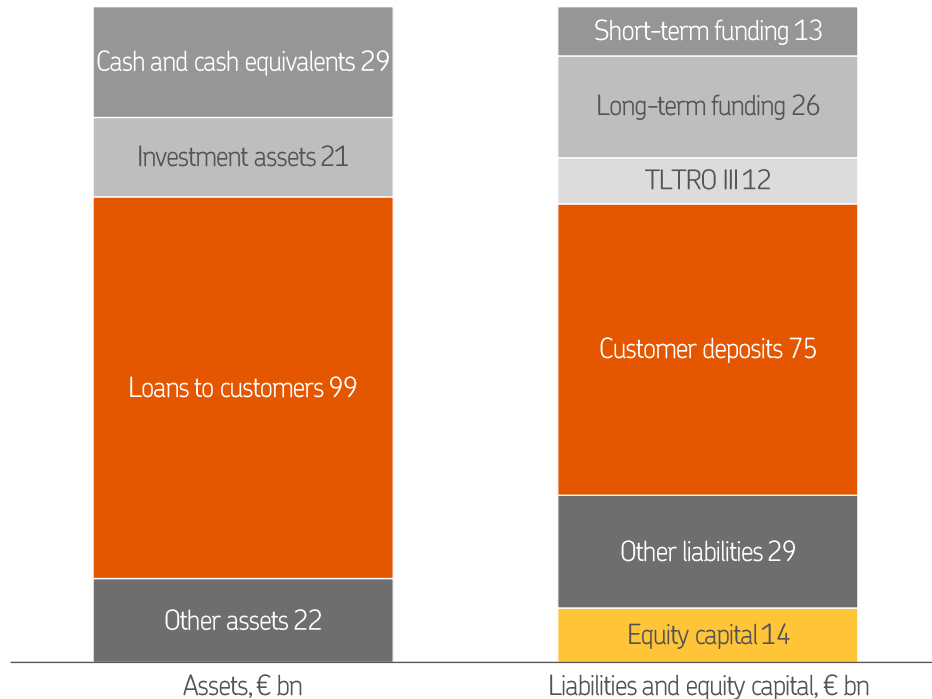 Cash and cash equivalents 29
Investment assets 21
Loans to customers 99
Other assets 22
Assets, € bn
Short-term funding 13
Long-term funding 26
TLTRO III 12
Customer deposits 75
Other liabilities 29
Equity capital 14
Liabilities and equity capital, € bn